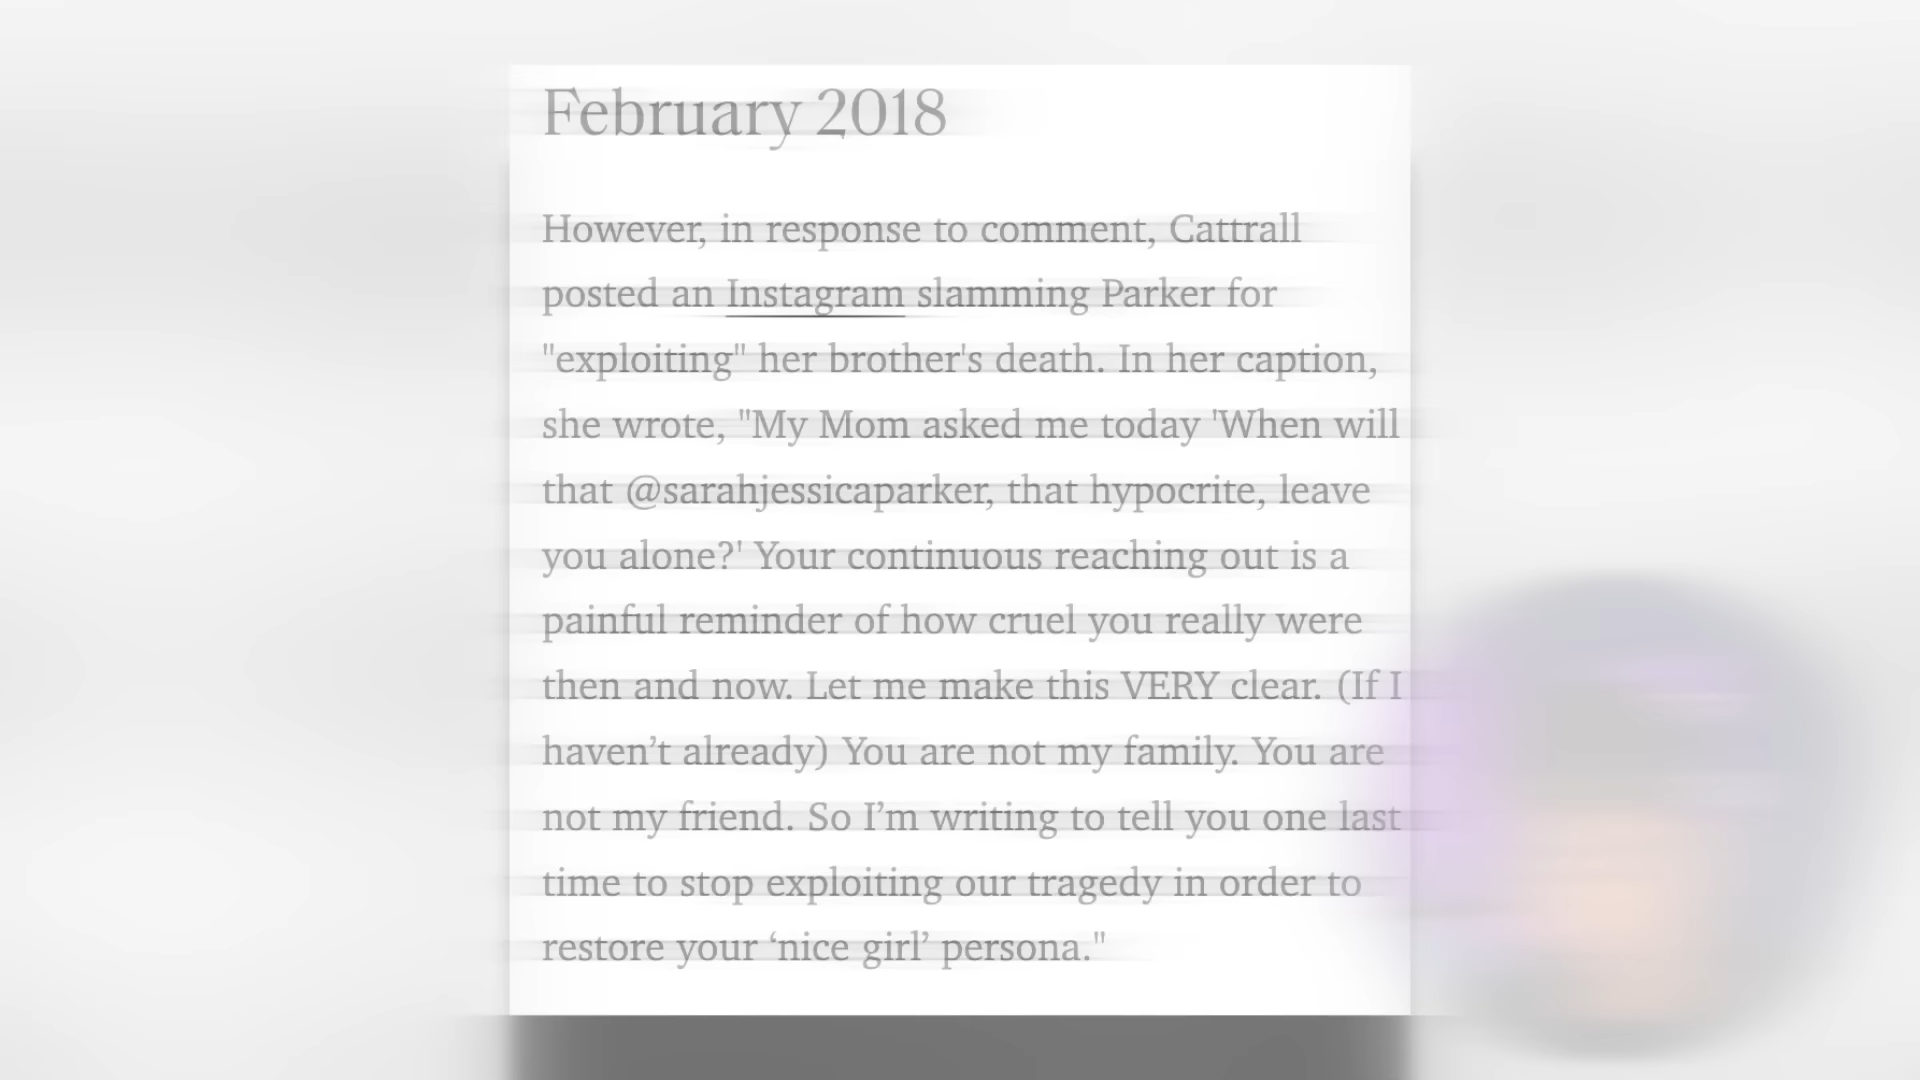 February 2018
However, in response to comment, Cattrall
posted an Instagram slamming Parker for
"exploiting" her brother's death. In her caption,
she wrote, "My Mom asked me today 'When will
that @sarahjessicaparker, that hypocrite, leave
you alone?' Your continuous reaching out is a
painful reminder of how cruel you really were
then and now. Let me make this VERY clear. (If I
haven’t already) You are not my family. You are
not my friend. So I’m writing to tell you one last
time to stop exploiting our tragedy in order to
restore your ‘nice girl’ persona."